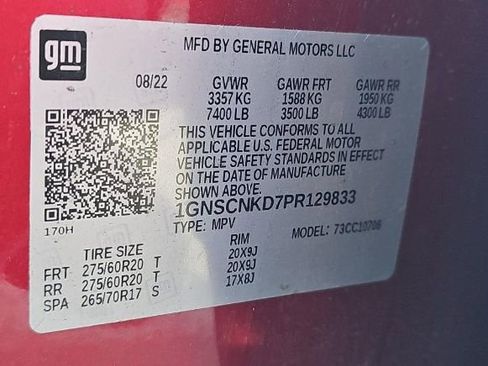 gm
MFD BY GENERAL MOTORS LLC
08/22 GVWR GAWR FRT GAWR RR
3357 KG 1588 KG 1950 KG
7400 LB 3500 LB 4300 LB
THIS VEHICLE CONFORMS TO ALL
APPLICABLE U.S. FEDERAL MOTOR
VEHICLE SAFETY STANDARDS IN EFFECT
ON THE DATE OF MANUFACTURE
SHOWN ABOVE.
1GNSCNKD7PR129833
170H TYPE: MPV MODEL: 73CC10706
TIRE SIZE RIM
FRT 275/60R20 T 20X9J
RR 275/60R20 T 20X9J
SPA 265/70R17 S 17X8J